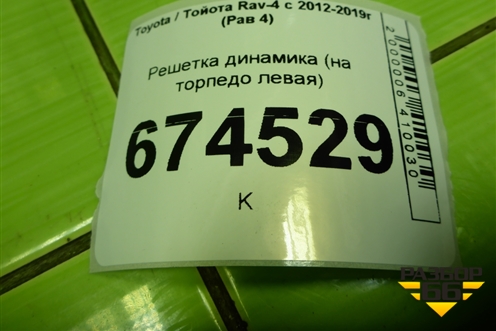 Toyota / Тойота Rav-4 с 2012-2019г
(Рав 4)
Решетка динамика (на
торпедо левая)
674529
К
2000006410030
РАЗБОР
66